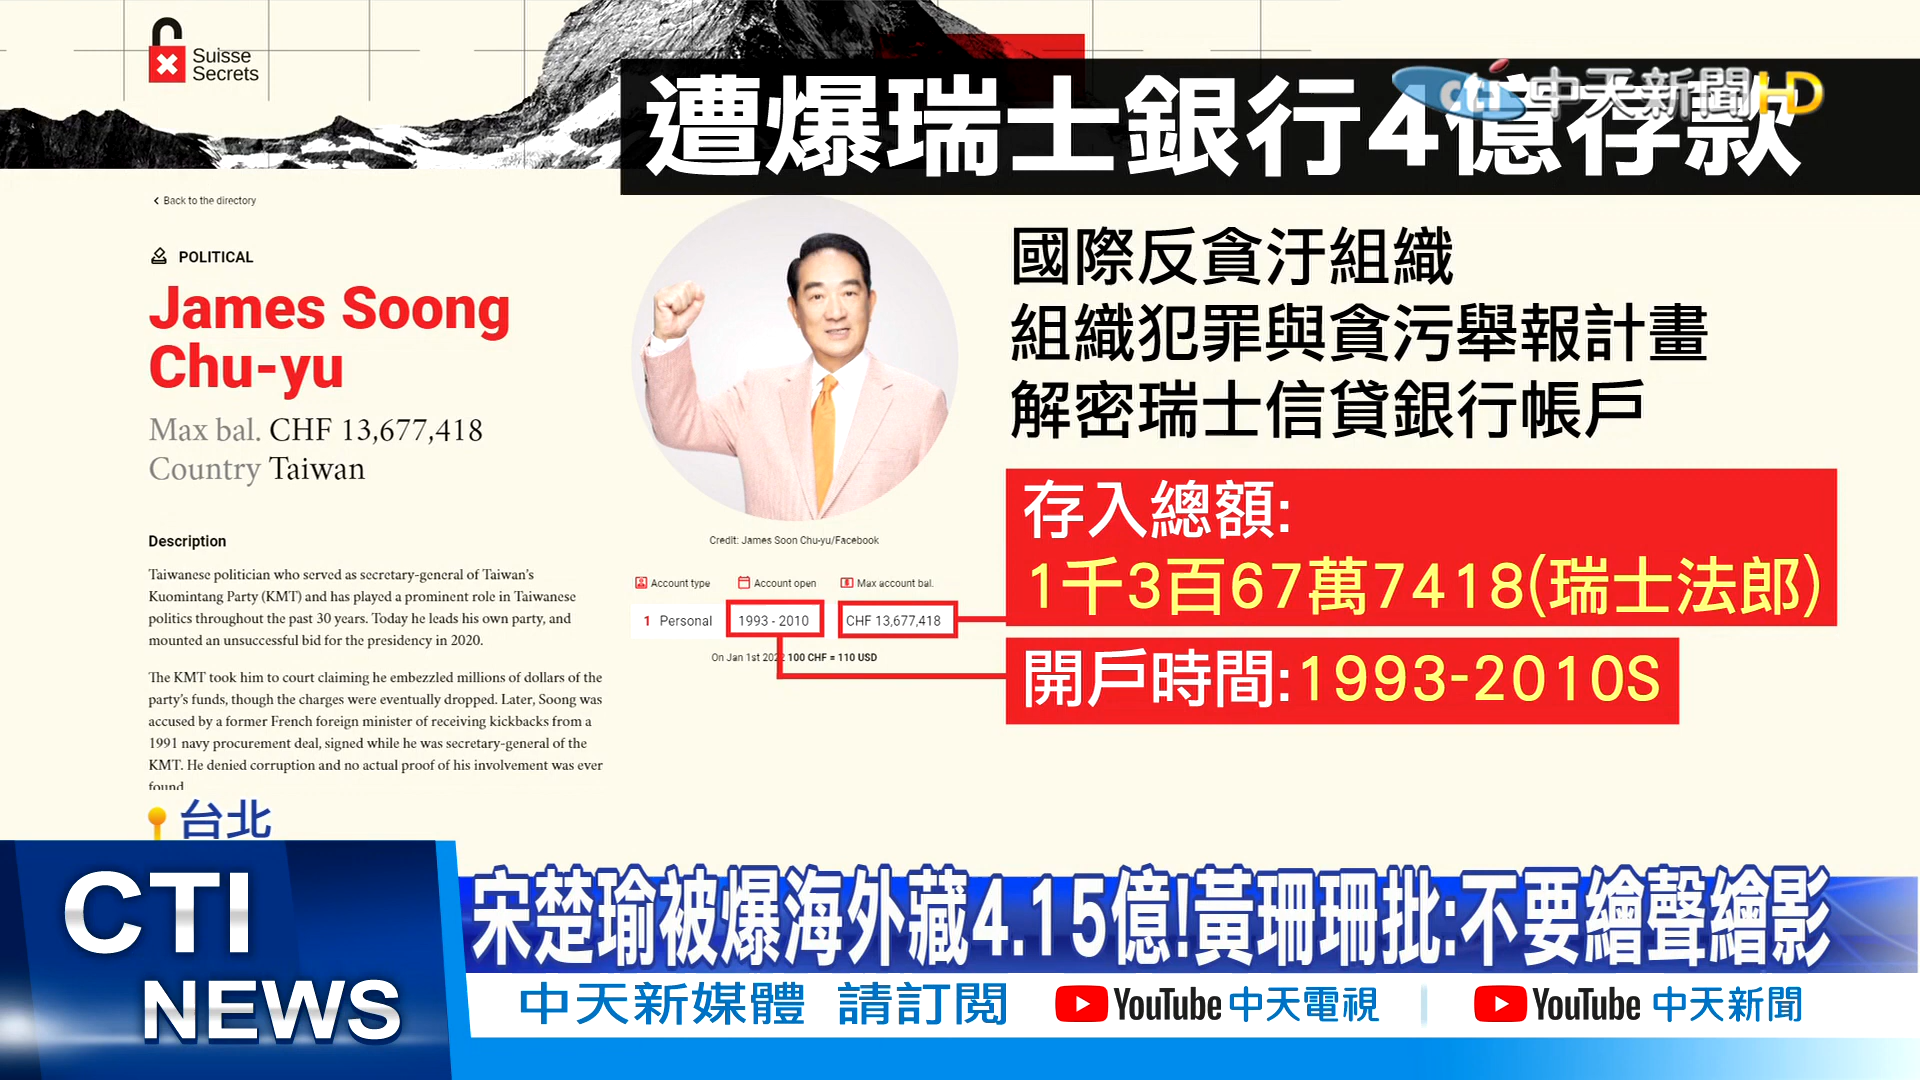 Suisse
Secrets
遭爆瑞士銀行4億存款
cti 中天新聞HD
Back to the directory
POLITICAL
James Soong
Chu-yu
Max bal. CHF 13,677,418
Country Taiwan
Description
Taiwanese politician who served as secretary-general of Taiwan's
Kuomintang Party (KMT) and has played a prominent role in Taiwanese
politics throughout the past 30 years. Today he leads his own party, and
mounted an unsuccessful bid for the presidency in 2020.
The KMT took him to court claiming he embezzled millions of dollars of the
party's funds, though the charges were eventually dropped. Later, Soong was
accused by a former French foreign minister of receiving kickbacks from a
1991 navy procurement deal, signed while he was secretary-general of the
KMT. He denied corruption and no actual proof of his involvement was ever
found
Credit: James Soon Chu-yu/Facebook
Account type Account open Max account bal.
1 Personal 1993 - 2010 CHF 13,677,418
On Jan 1st 2022 100 CHF = 110 USD
國際反貪汙組織
組織犯罪與貪污舉報計畫
解密瑞士信貸銀行帳戶
存入總額:
1千3百67萬7418(瑞士法郎)
開戶時間:1993-2010S
台北
CTI
NEWS
宋楚瑜被爆海外藏4.15億!黃珊珊批:不要繪聲繪影
中天新媒體 請訂閱 YouTube 中天電視 YouTube 中天新聞